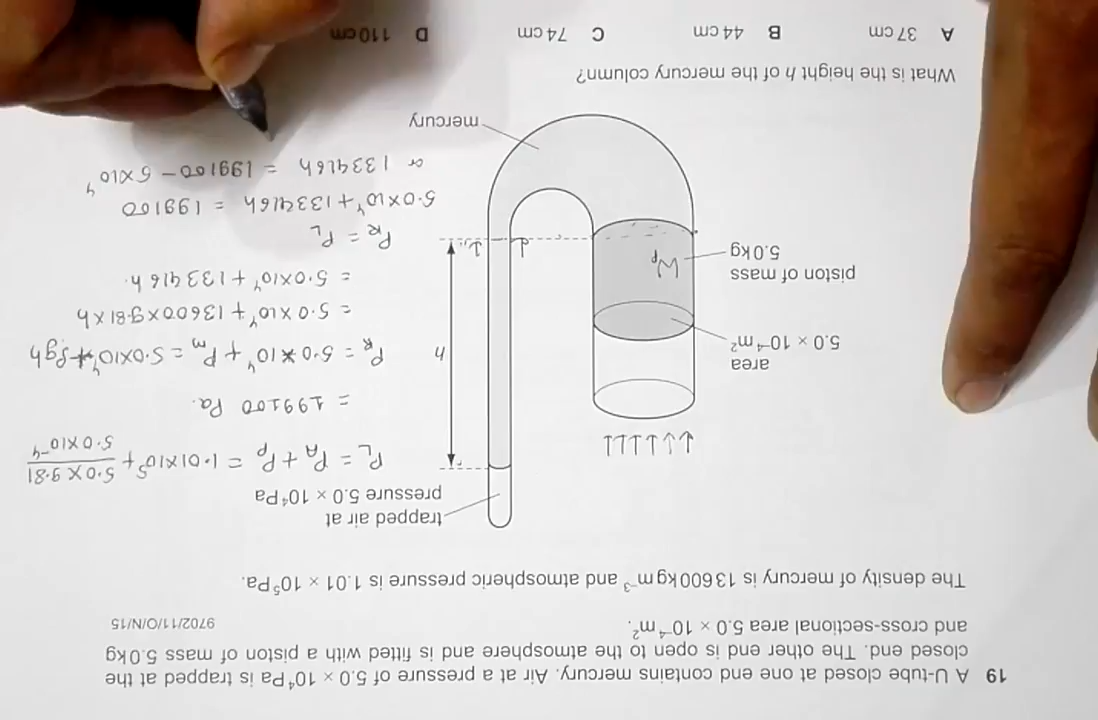 19 A U-tube closed at one end contains mercury. Air at a pressure of 5.0 × 10⁴ Pa is trapped at the
closed end. The other end is open to the atmosphere and is fitted with a piston of mass 5.0 kg
and cross-sectional area 5.0 × 10⁻⁴ m².
9702/11/O/N/15
The density of mercury is 13 600 kg m⁻³ and atmospheric pressure is 1.01 × 10⁵ Pa.
trapped air at
pressure 5.0 × 10⁴ Pa
area
5.0 × 10⁻⁴ m²
piston of mass
5.0 kg
W_P
h
mercury
P_L = P_A + P_P = 1.01×10⁵ + 5.0 × 9.81 / 5.0×10⁻⁴
= 199100 Pa.
P_R = 5.0 × 10⁴ + P_m = 5.0×10⁴ + ρgh
= 5.0 × 10⁴ + 13600 × 9.81 × h
= 5.0×10⁴ + 133416 h.
P_R = P_L
5.0×10⁴ + 133416h = 199100
or 133416h = 199100 − 5×10⁴
What is the height h of the mercury column?
A 37 cm B 44 cm C 74 cm D 110 cm